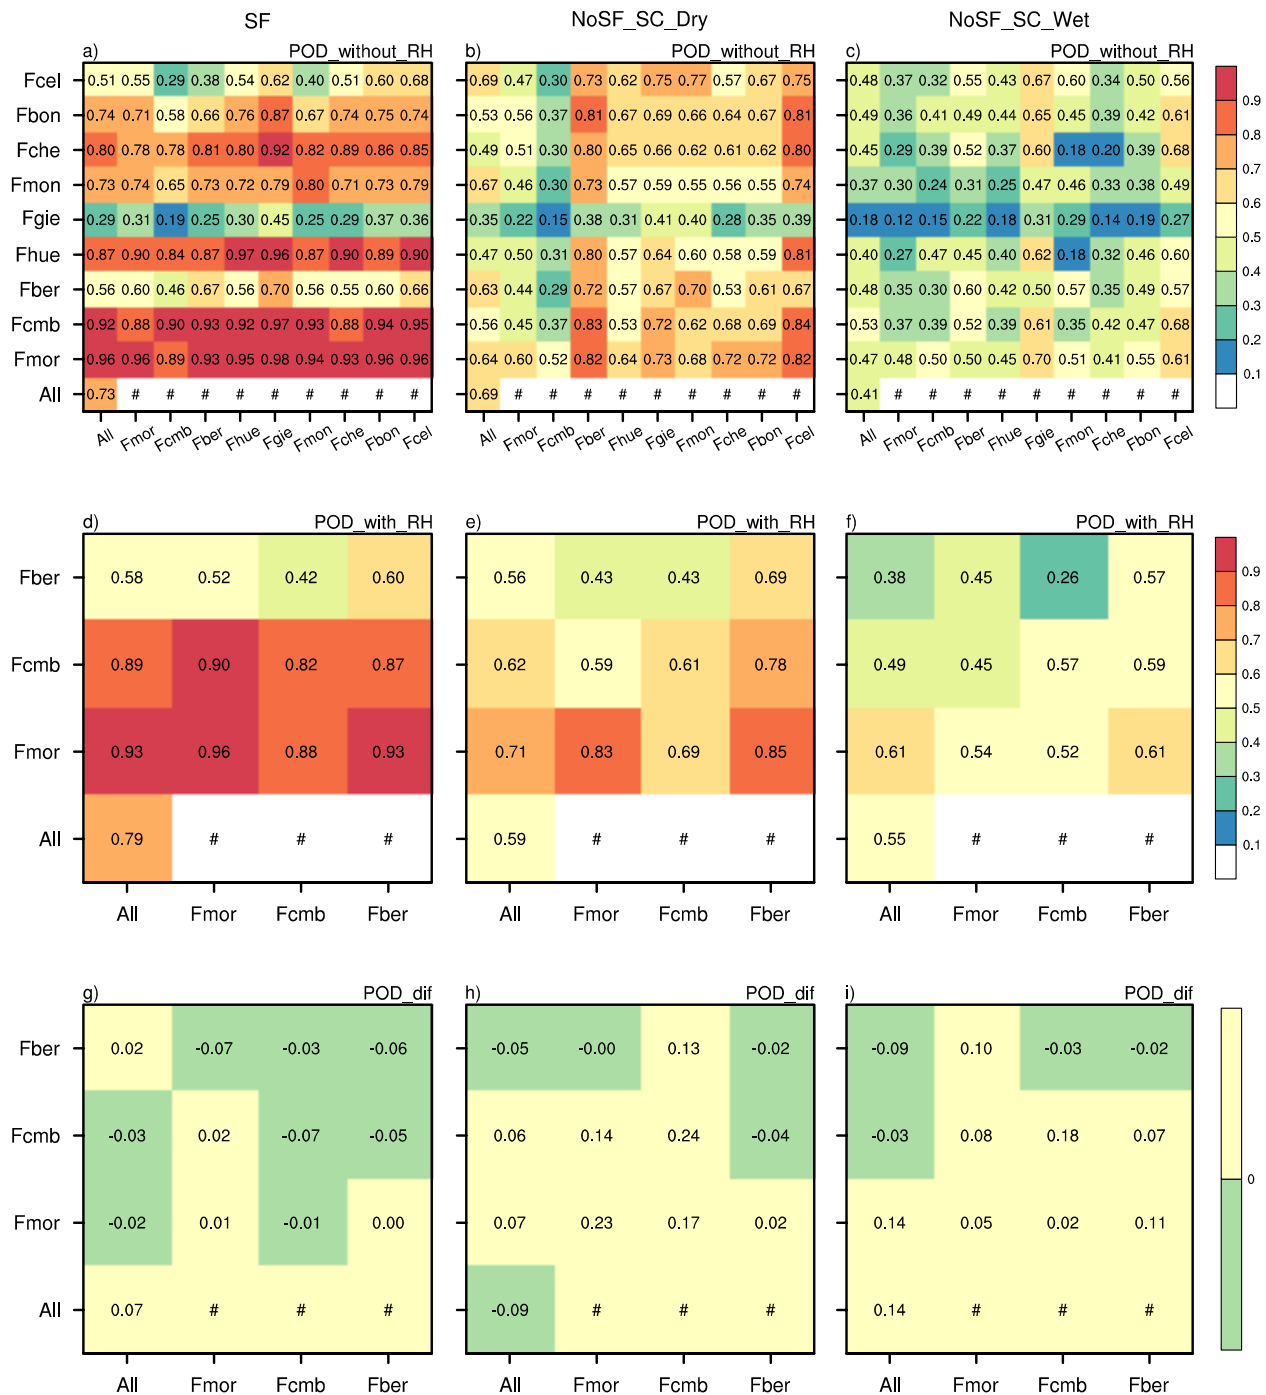 SF NoSF_SC_Dry NoSF_SC_Wet
a) POD_without_RH b) POD_without_RH c) POD_without_RH
Fcel 0.51 0.55 0.29 0.38 0.54 0.62 0.40 0.51 0.60 0.68 0.69 0.47 0.30 0.73 0.62 0.75 0.77 0.57 0.67 0.75 0.48 0.37 0.32 0.55 0.43 0.67 0.60 0.34 0.50 0.56
Fbon 0.74 0.71 0.58 0.66 0.76 0.87 0.67 0.74 0.75 0.74 0.53 0.56 0.37 0.81 0.67 0.69 0.66 0.64 0.67 0.81 0.49 0.36 0.41 0.49 0.44 0.65 0.45 0.39 0.42 0.61
Fche 0.80 0.78 0.78 0.81 0.80 0.92 0.82 0.89 0.86 0.85 0.49 0.51 0.30 0.80 0.65 0.66 0.62 0.61 0.62 0.80 0.45 0.29 0.39 0.52 0.37 0.60 0.18 0.20 0.39 0.68
Fmon 0.73 0.74 0.65 0.73 0.72 0.79 0.80 0.71 0.73 0.79 0.67 0.46 0.30 0.73 0.57 0.59 0.55 0.56 0.55 0.74 0.37 0.30 0.24 0.31 0.25 0.47 0.46 0.33 0.38 0.49
Fgie 0.29 0.31 0.19 0.25 0.30 0.45 0.25 0.29 0.37 0.36 0.35 0.22 0.15 0.38 0.31 0.41 0.40 0.28 0.35 0.39 0.18 0.12 0.15 0.22 0.18 0.31 0.29 0.14 0.19 0.27
Fhue 0.87 0.90 0.84 0.87 0.97 0.96 0.87 0.90 0.89 0.90 0.47 0.50 0.31 0.80 0.57 0.64 0.60 0.58 0.59 0.81 0.40 0.27 0.47 0.45 0.40 0.62 0.18 0.32 0.46 0.60
Fber 0.56 0.60 0.46 0.67 0.56 0.70 0.56 0.55 0.60 0.66 0.63 0.44 0.29 0.72 0.57 0.67 0.70 0.53 0.61 0.67 0.48 0.35 0.30 0.60 0.42 0.50 0.57 0.35 0.49 0.57
Fcmb 0.92 0.88 0.90 0.93 0.92 0.97 0.93 0.88 0.94 0.95 0.56 0.45 0.37 0.83 0.53 0.72 0.62 0.68 0.69 0.84 0.53 0.37 0.39 0.52 0.39 0.61 0.35 0.42 0.47 0.68
Fmor 0.96 0.96 0.89 0.93 0.95 0.98 0.94 0.93 0.96 0.96 0.64 0.60 0.52 0.82 0.64 0.73 0.68 0.72 0.72 0.82 0.47 0.48 0.50 0.50 0.45 0.70 0.51 0.41 0.55 0.61
All 0.73 # # # # # # # # # 0.69 # # # # # # # # # 0.41 # # # # # # # # #
All Fmor Fcmb Fber Fhue Fgie Fmon Fche Fbon Fcel All Fmor Fcmb Fber Fhue Fgie Fmon Fche Fbon Fcel All Fmor Fcmb Fber Fhue Fgie Fmon Fche Fbon Fcel
0.9
0.8
0.7
0.6
0.5
0.4
0.3
0.2
0.1
d) POD_with_RH e) POD_with_RH f) POD_with_RH
Fber 0.58 0.52 0.42 0.60 0.56 0.43 0.43 0.69 0.38 0.45 0.26 0.57
Fcmb 0.89 0.90 0.82 0.87 0.62 0.59 0.61 0.78 0.49 0.45 0.57 0.59
Fmor 0.93 0.96 0.88 0.93 0.71 0.83 0.69 0.85 0.61 0.54 0.52 0.61
All 0.79 # # # 0.59 # # # 0.55 # # #
All Fmor Fcmb Fber All Fmor Fcmb Fber All Fmor Fcmb Fber
0.9
0.8
0.7
0.6
0.5
0.4
0.3
0.2
0.1
g) POD_dif h) POD_dif i) POD_dif
Fber 0.02 -0.07 -0.03 -0.06 -0.05 -0.00 0.13 -0.02 -0.09 0.10 -0.03 -0.02
Fcmb -0.03 0.02 -0.07 -0.05 0.06 0.14 0.24 -0.04 -0.03 0.08 0.18 0.07
Fmor -0.02 0.01 -0.01 0.00 0.07 0.23 0.17 0.02 0.14 0.05 0.02 0.11
All 0.07 # # # -0.09 # # # 0.14 # # #
All Fmor Fcmb Fber All Fmor Fcmb Fber All Fmor Fcmb Fber
0